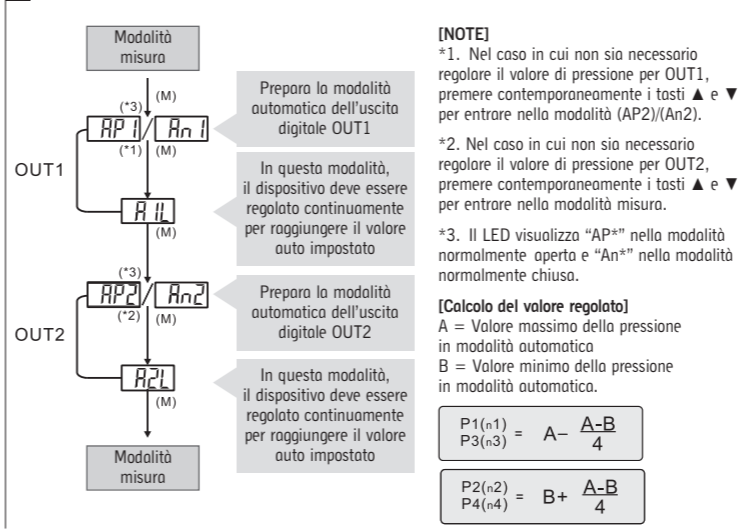 Modalità
misura
(M)
(*3)
AP1 / An1
(*1) (M)
OUT1
A1L
(M)
(*3)
AP2 / An2
(*2) (M)
OUT2
A2L
(M)
Modalità
misura
Prepara la modalità
automatica dell'uscita
digitale OUT1
In questa modalità,
il dispositivo deve essere
regolato continuamente
per raggiungere il valore
auto impostato
Prepara la modalità
automatica dell'uscita
digitale OUT2
In questa modalità,
il dispositivo deve essere
regolato continuamente
per raggiungere il valore
auto impostato
[NOTE]
*1. Nel caso in cui non sia necessario
regolare il valore di pressione per OUT1,
premere contemporaneamente i tasti ▲ e ▼
per entrare nella modalità (AP2)/(An2).
*2. Nel caso in cui non sia necessario
regolare il valore di pressione per OUT2,
premere contemporaneamente i tasti ▲ e ▼
per entrare nella modalità misura.
*3. Il LED visualizza "AP*" nella modalità
normalmente aperta e "An*" nella modalità
normalmente chiusa.
[Calcolo del valore regolato]
A = Valore massimo della pressione
in modalità automatica
B = Valore minimo della pressione
in modalità automatica.
P1(n1)
P3(n3) = A– A-B
4
P2(n2)
P4(n4) = B+ A-B
4